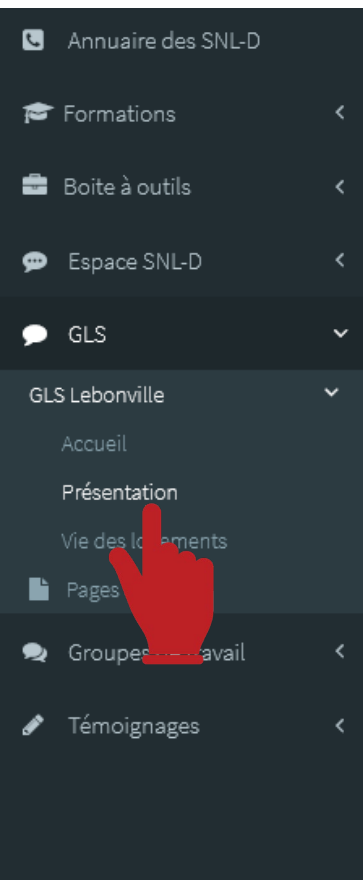 Annuaire des SNL-D
Formations
Boite à outils
Espace SNL-D
GLS
GLS Lebonville
Accueil
Présentation
Vie des
Pages
Groupes
Témoignages